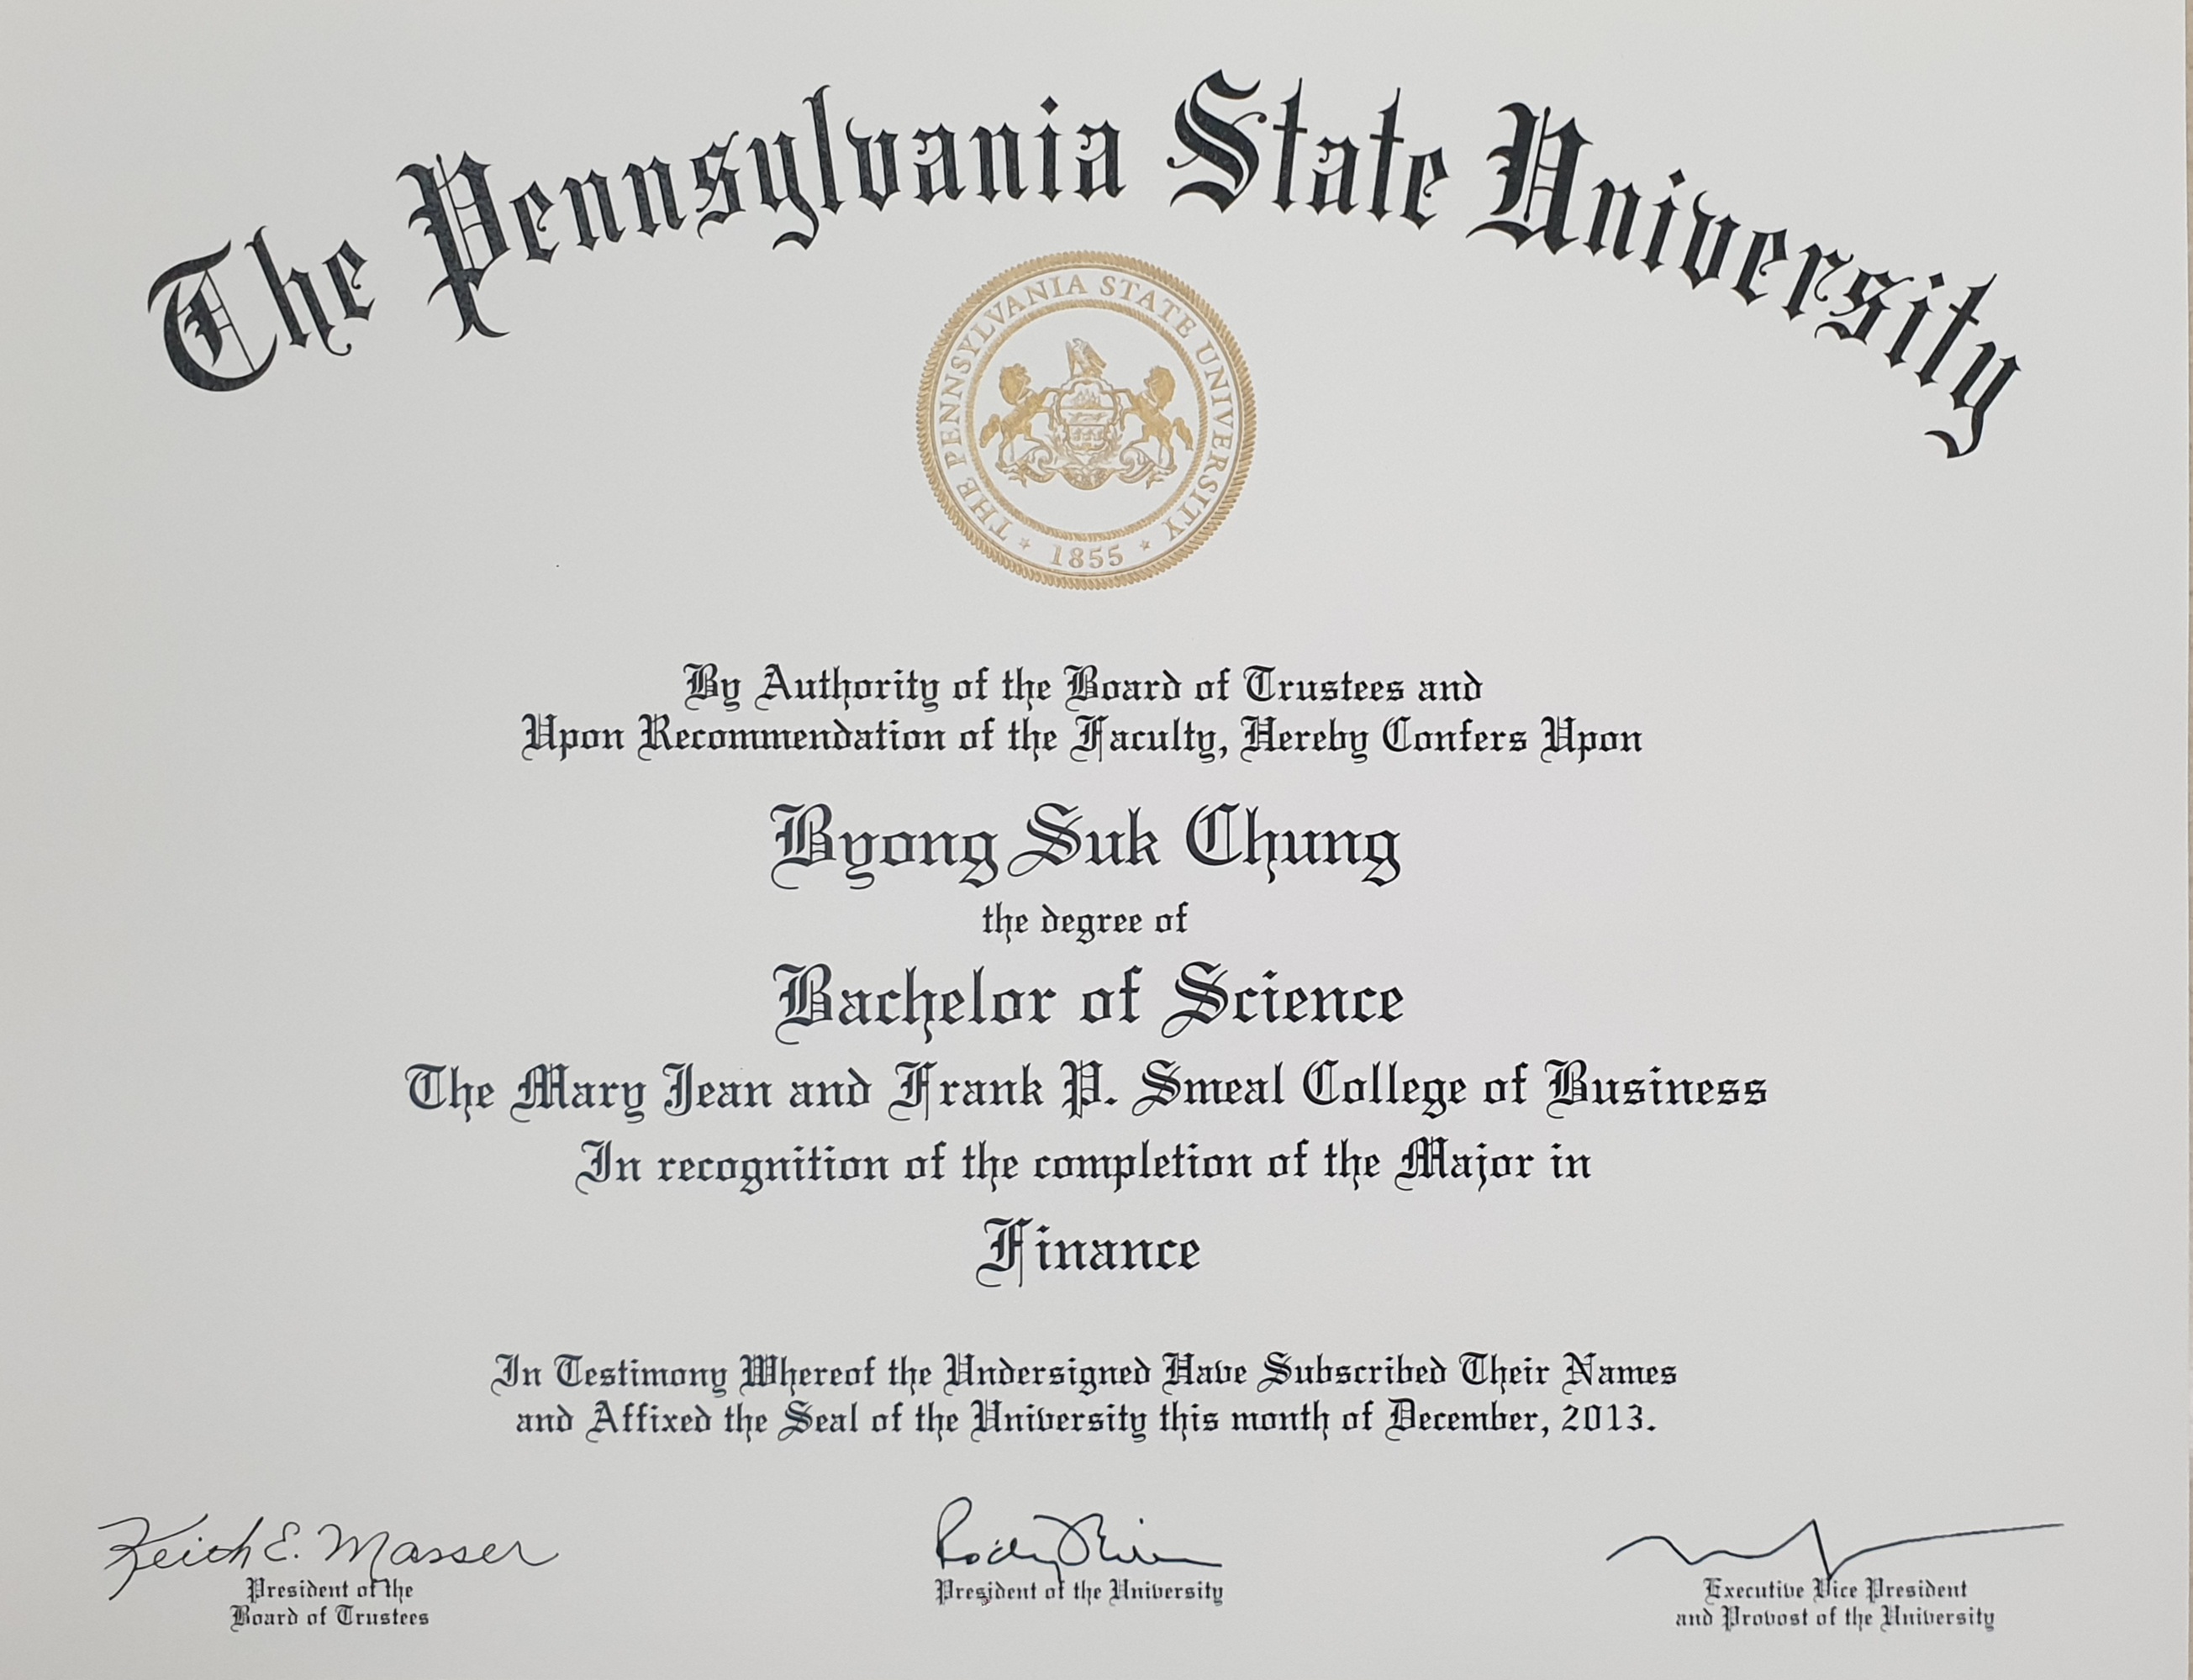 The Pennsylvania State University
THE PENNSYLVANIA STATE UNIVERSITY
1855
By Authority of the Board of Trustees and
Upon Recommendation of the Faculty, Hereby Confers Upon
Byong Suk Chung
the degree of
Bachelor of Science
The Mary Jean and Frank P. Smeal College of Business
In recognition of the completion of the Major in
Finance
In Testimony Whereof the Undersigned Have Subscribed Their Names
and Affixed the Seal of the University this month of December, 2013.
Keith E. Masser
President of the
Board of Trustees
President of the University
Executive Vice President
and Provost of the University